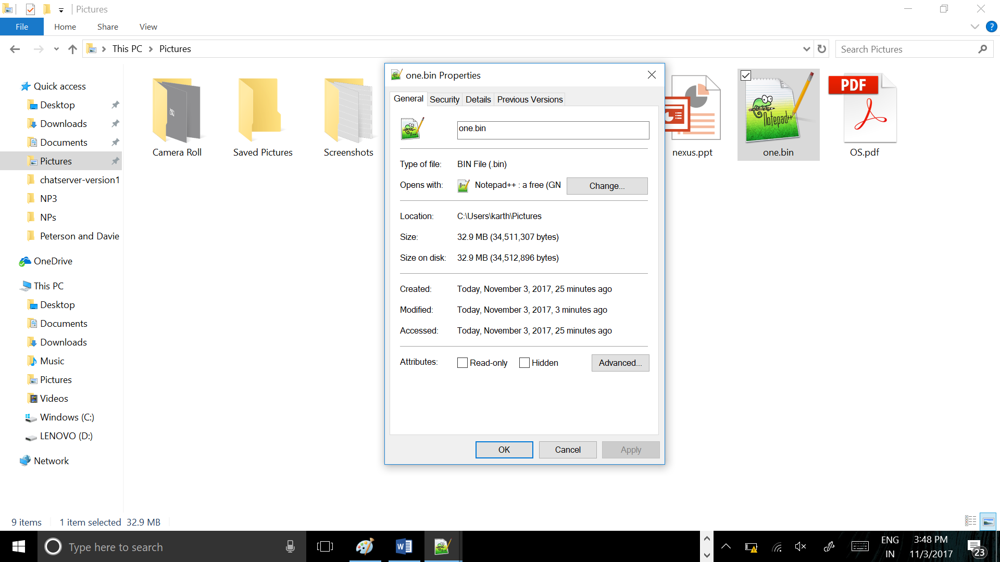 Pictures
File Home Share View
?
This PC > Pictures
Search Pictures
Quick access
Desktop
Downloads
Documents
Pictures
chatserver-version1
NP3
NPs
Peterson and Davie
OneDrive
This PC
Desktop
Documents
Downloads
Music
Pictures
Videos
Windows (C:)
LENOVO (D:)
Network
Camera Roll
Saved Pictures
Screenshots
nexus.ppt
Notepad++
one.bin
PDF
OS.pdf
one.bin Properties
General Security Details Previous Versions
one.bin
Type of file: BIN File (.bin)
Opens with: Notepad++ : a free (GN Change...
Location: C:\Users\karth\Pictures
Size: 32.9 MB (34,511,307 bytes)
Size on disk: 32.9 MB (34,512,896 bytes)
Created: Today, November 3, 2017, 25 minutes ago
Modified: Today, November 3, 2017, 3 minutes ago
Accessed: Today, November 3, 2017, 25 minutes ago
Attributes: Read-only Hidden Advanced...
OK Cancel Apply
9 items 1 item selected 32.9 MB
Type here to search
W
ENG
IN
3:48 PM
11/3/2017
23